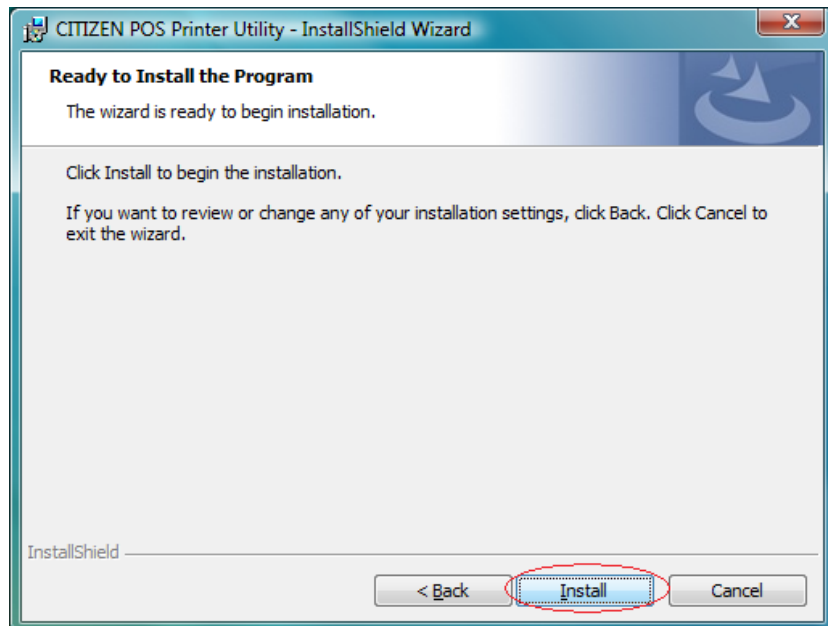 CITIZEN POS Printer Utility - InstallShield Wizard
Ready to Install the Program
The wizard is ready to begin installation.
Click Install to begin the installation.
If you want to review or change any of your installation settings, click Back. Click Cancel to
exit the wizard.
InstallShield
< Back Install Cancel